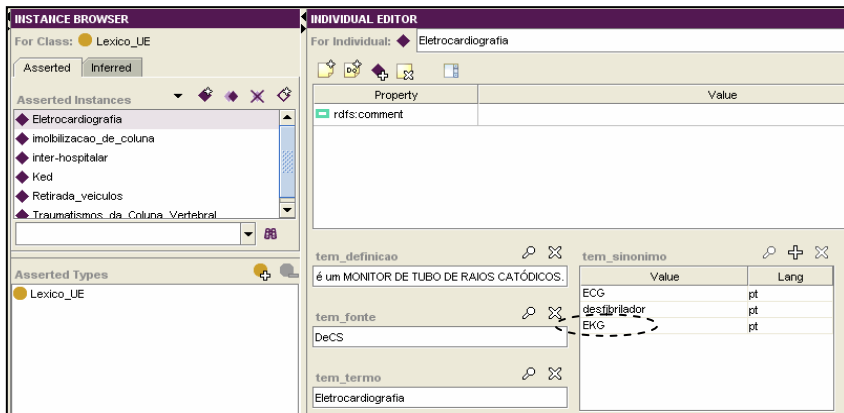 INSTANCE BROWSER
For Class: Lexico_UE
Asserted Inferred
Asserted Instances
Eletrocardiografia
imolbilizacao_de_coluna
inter-hospitalar
Ked
Retirada_veiculos
Traumatismos_da_Coluna_Vertebral
Asserted Types
Lexico_UE
INDIVIDUAL EDITOR
For Individual: Eletrocardiografia
Property Value
rdfs:comment
tem_definicao
é um MONITOR DE TUBO DE RAIOS CATÓDICOS.
tem_fonte
DeCS
tem_termo
Eletrocardiografia
tem_sinonimo
Value Lang
ECG pt
desfibrilador pt
EKG pt